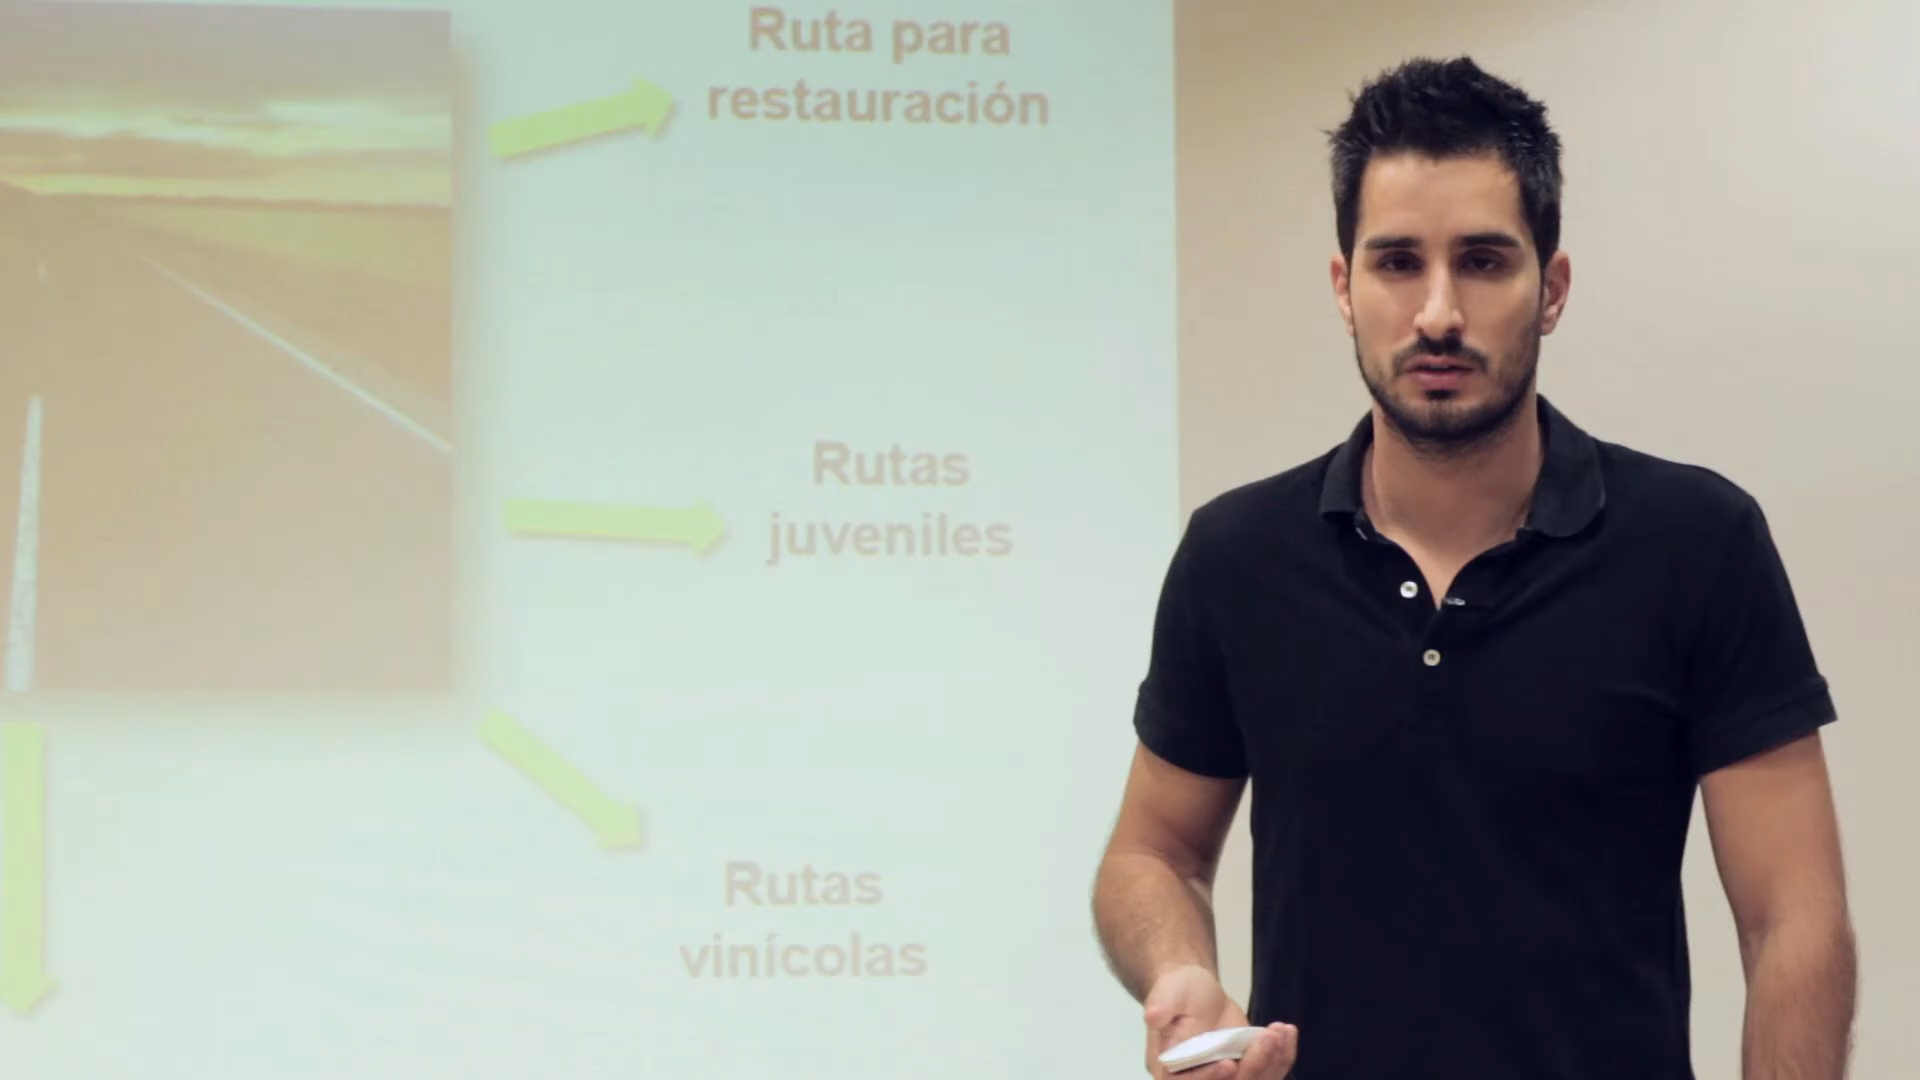 Ruta para
restauración
Rutas
juveniles
Rutas
vinícolas